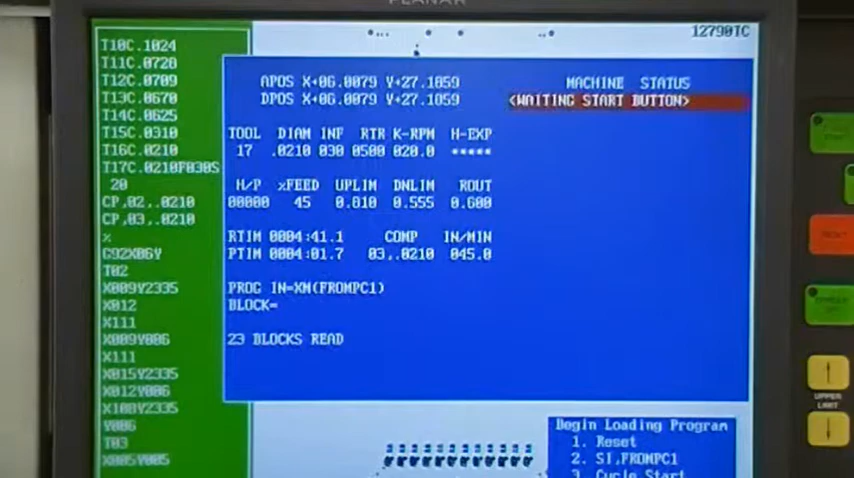 PLANAR
12790TC
T10C.1024
T11C.0728
T12C.0709
T13C.0670
T14C.0625
T15C.0310
T16C.0210
T17C.0210F030S
20
CP,02,.0210
CP,03,.0210
%
T02
X009Y2335
X012
X111
X009Y006
X111
X015Y2335
X012Y006
X108Y2335
Y006
T03
X005Y005
APOS X+06.0079 Y+27.1059
DPOS X+06.0079 Y+27.1059
MACHINE STATUS
<WAITING START BUTTON>
TOOL DIAM INF RTR K-RPM H-EXP
17 .0210 030 0500 020.0 *****
H/P %FEED UPLIM DNLIM ROUT
00000 45 0.810 0.555 0.600
RTIM 0004:41.1 COMP IN/MIN
PTIM 0004:01.7 03,.0210 045.0
PROG IN=XM(FROMPC1)
BLOCK=
23 BLOCKS READ
Begin Loading Program
1. Reset
2. SI,FROMPC1
3. Cycle Start
UPPER
LIMIT